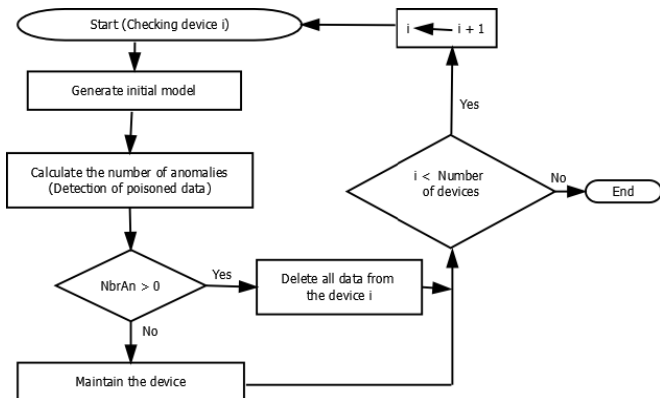 Start (Checking device i)
i ← i + 1
Generate initial model
Yes
Calculate the number of anomalies
(Detection of poisoned data)
i < Number
of devices
No
End
NbrAn > 0
Yes
Delete all data from
the device i
No
Maintain the device